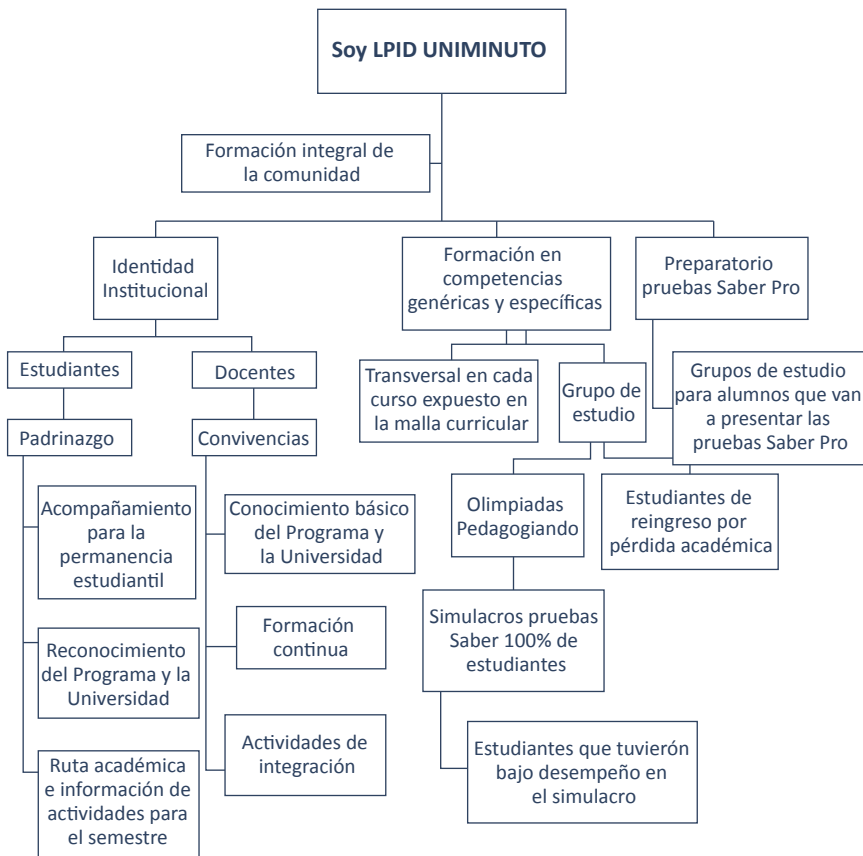 Soy LPID UNIMINUTO
Formación integral de
la comunidad
Identidad
Institucional
Formación en
competencias
genéricas y específicas
Preparatorio
pruebas Saber Pro
Estudiantes
Docentes
Transversal en cada
curso expuesto en
la malla curricular
Grupo de
estudio
Grupos de estudio
para alumnos que van
a presentar las
pruebas Saber Pro
Padrinazgo
Convivencias
Acompañamiento
para la
permanencia
estudiantil
Conocimiento básico
del Programa y
la Universidad
Olimpiadas
Pedagogiando
Estudiantes de
reingreso por
pérdida académica
Reconocimiento
del Programa y la
Universidad
Formación
continua
Simulacros pruebas
Saber 100% de
estudiantes
Ruta académica
e información de
actividades para
el semestre
Actividades de
integración
Estudiantes que tuvierón
bajo desempeño en
el simulacro